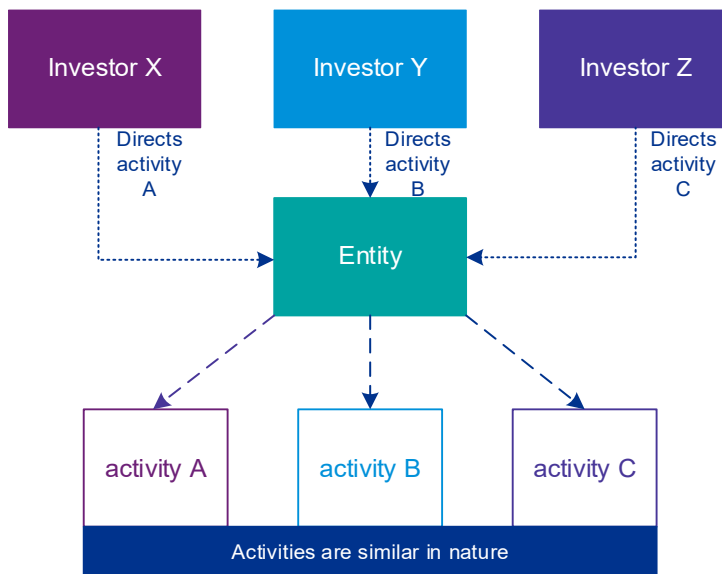 Investor X
Investor Y
Investor Z
Directs
activity
A
Directs
activity
B
Directs
activity
C
Entity
activity A
activity B
activity C
Activities are similar in nature